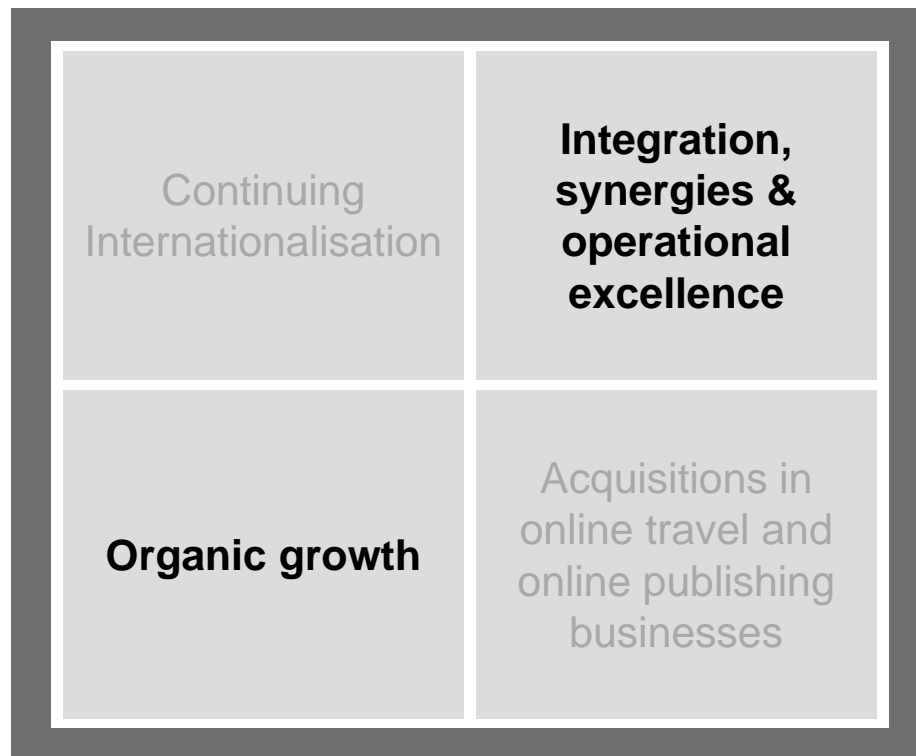 Continuing
Internationalisation
Integration,
synergies &
operational
excellence
Organic growth
Acquisitions in
online travel and
online publishing
businesses